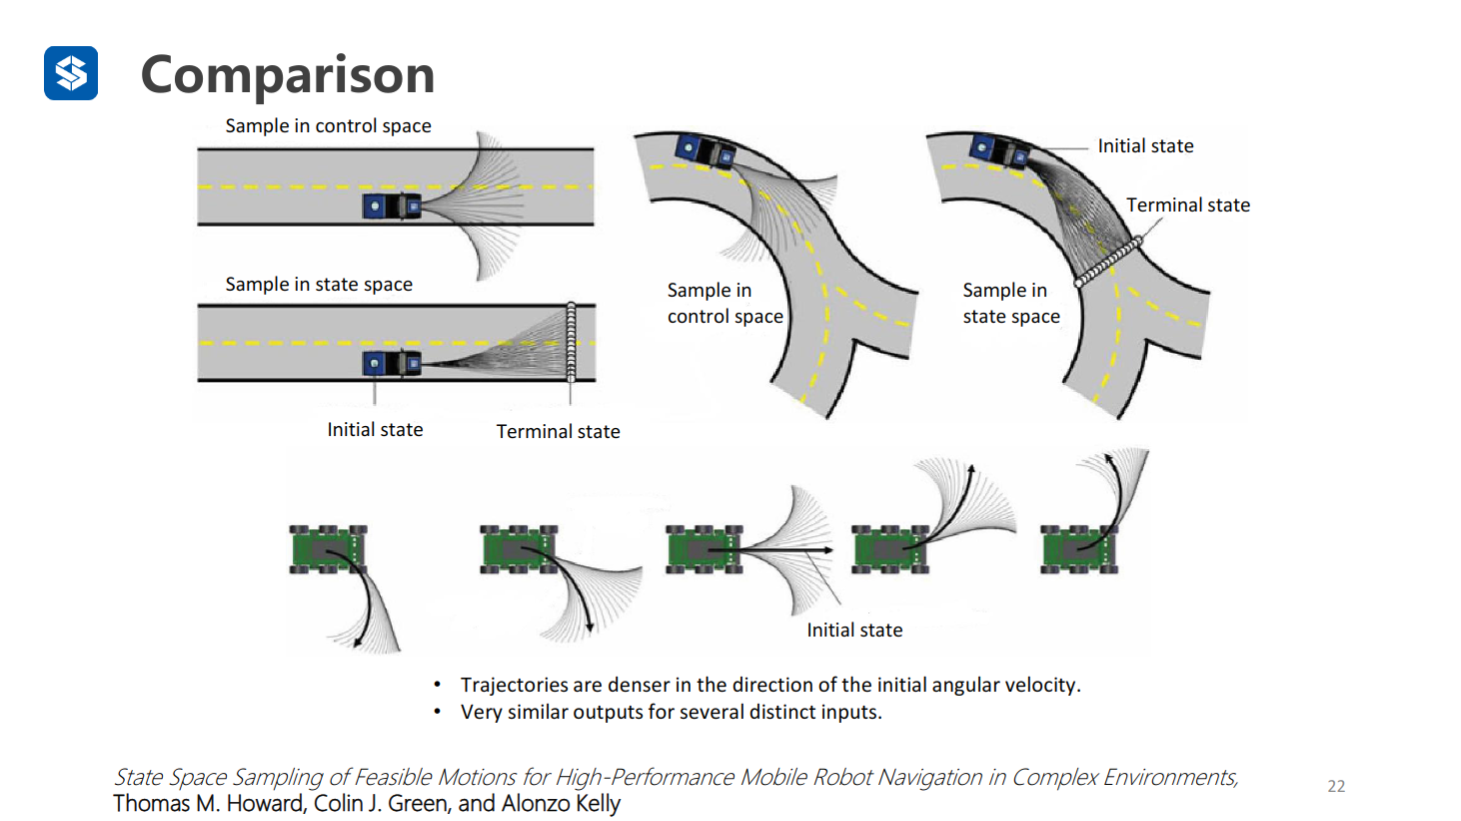 Comparison
Sample in control space
Sample in state space
Initial state
Terminal state
Sample in
control space
Initial state
Terminal state
Sample in
state space
Initial state
• Trajectories are denser in the direction of the initial angular velocity.
• Very similar outputs for several distinct inputs.
State Space Sampling of Feasible Motions for High-Performance Mobile Robot Navigation in Complex Environments,
Thomas M. Howard, Colin J. Green, and Alonzo Kelly
22